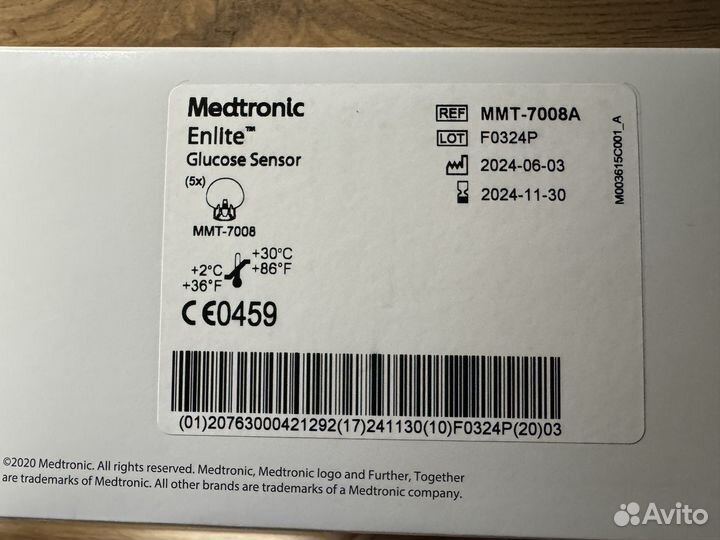 Medtronic
Enlite™
Glucose Sensor
(5x)
MMT-7008
+30°C
+86°F
+2°C
+36°F
CE0459
REF MMT-7008A
LOT F0324P
2024-06-03
2024-11-30
M003615C001_A
(01)20763000421292(17)241130(10)F0324P(20)03
©2020 Medtronic. All rights reserved. Medtronic, Medtronic logo and Further, Together
are trademarks of Medtronic. All other brands are trademarks of a Medtronic company.
Avito